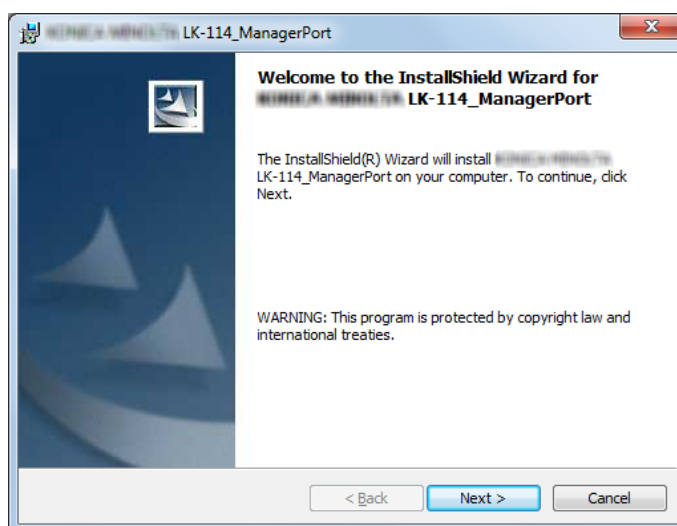 LK-114_ManagerPort
Welcome to the InstallShield Wizard for
LK-114_ManagerPort
The InstallShield(R) Wizard will install
LK-114_ManagerPort on your computer. To continue, click
Next.
WARNING: This program is protected by copyright law and
international treaties.
< Back
Next >
Cancel